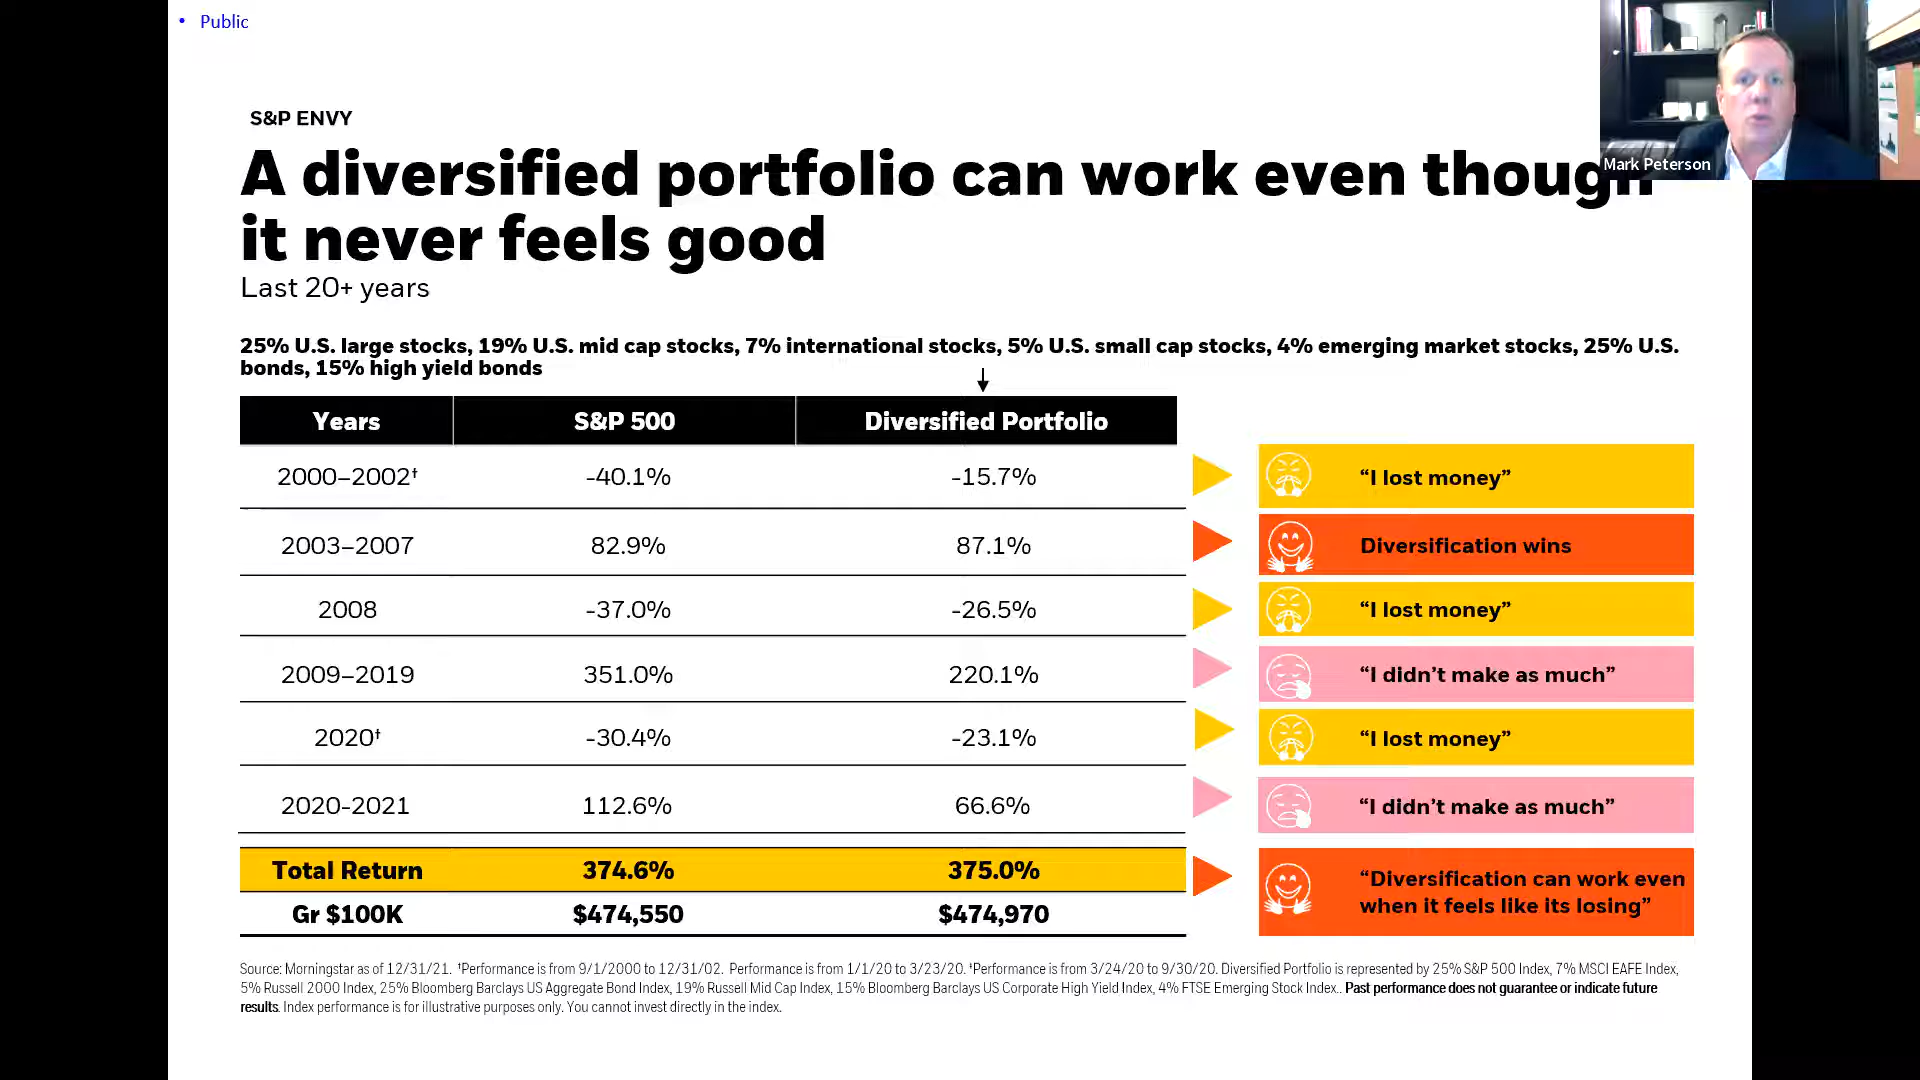 • Public
Mark Peterson
S&P ENVY
A diversified portfolio can work even though
it never feels good
Last 20+ years
25% U.S. large stocks, 19% U.S. mid cap stocks, 7% international stocks, 5% U.S. small cap stocks, 4% emerging market stocks, 25% U.S.
bonds, 15% high yield bonds
Years S&P 500 Diversified Portfolio
2000–2002† -40.1% -15.7% “I lost money”
2003–2007 82.9% 87.1% Diversification wins
2008 -37.0% -26.5% “I lost money”
2009–2019 351.0% 220.1% “I didn’t make as much”
2020† -30.4% -23.1% “I lost money”
2020-2021 112.6% 66.6% “I didn’t make as much”
Total Return 374.6% 375.0% “Diversification can work even
when it feels like its losing”
Gr $100K $474,550 $474,970
Source: Morningstar as of 12/31/21. †Performance is from 9/1/2000 to 12/31/02. Performance is from 1/1/20 to 3/23/20. ‡Performance is from 3/24/20 to 9/30/20. Diversified Portfolio is represented by 25% S&P 500 Index, 7% MSCI EAFE Index,
5% Russell 2000 Index, 25% Bloomberg Barclays US Aggregate Bond Index, 19% Russell Mid Cap Index, 15% Bloomberg Barclays US Corporate High Yield Index, 4% FTSE Emerging Stock Index.. Past performance does not guarantee or indicate future
results. Index performance is for illustrative purposes only. You cannot invest directly in the index.